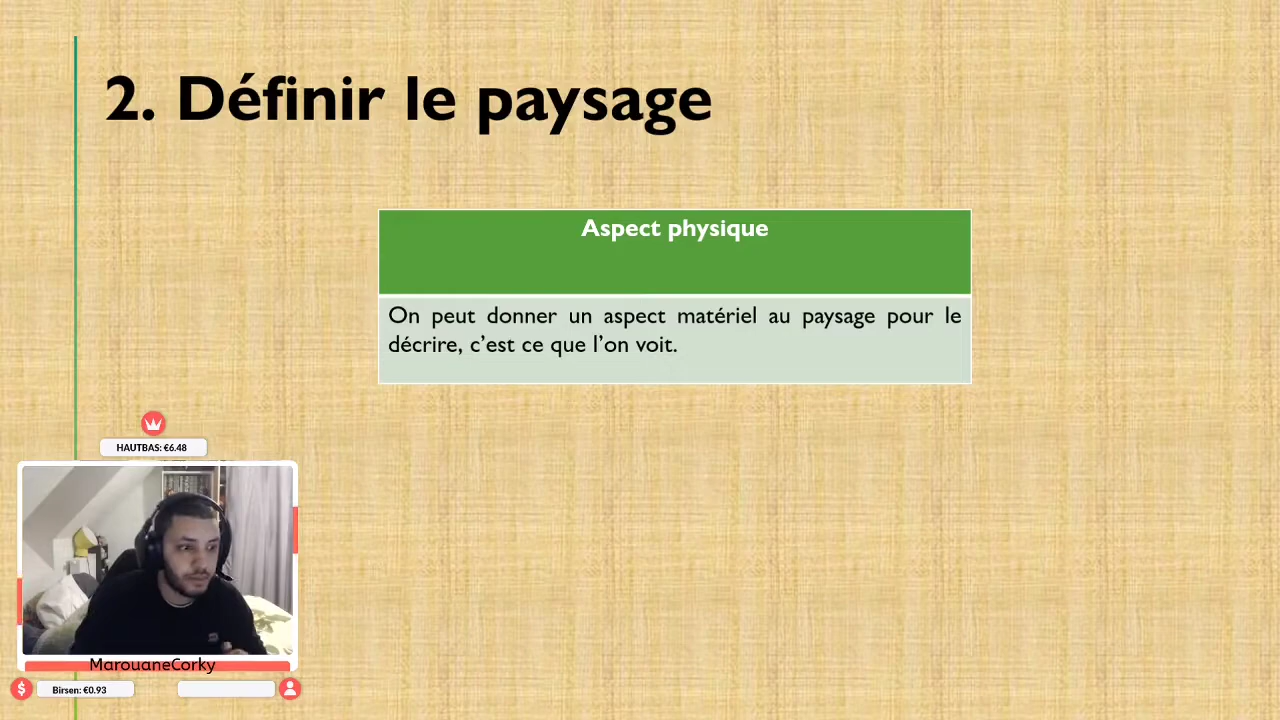 2. Définir le paysage
Aspect physique
On peut donner un aspect matériel au paysage pour le
décrire, c’est ce que l’on voit.
HAUTBAS: €6.48
MarouaneCorky
$
Birsen: €0.93